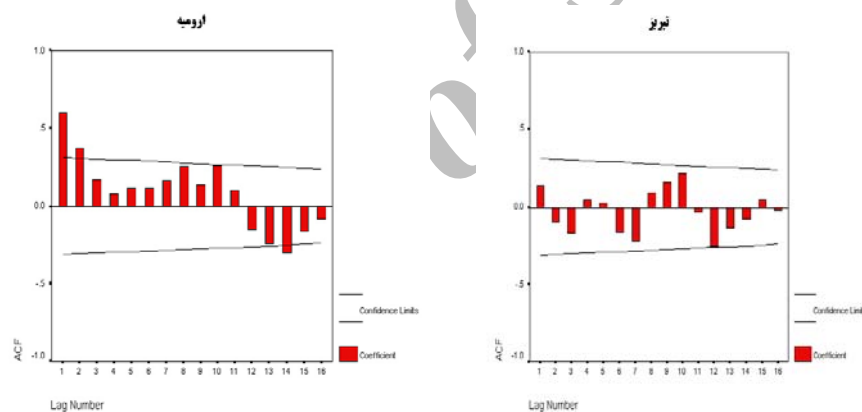 ارومیه
1.0
.5
0.0
-.5
-1.0
ACF
1 2 3 4 5 6 7 8 9 10 11 12 13 14 15 16
Lag Number
Confidence Limits
Coefficient
تبریز
1.0
.5
0.0
-.5
-1.0
ACF
1 2 3 4 5 6 7 8 9 10 11 12 13 14 15 16
Lag Number
Confidence Limi
Coefficient